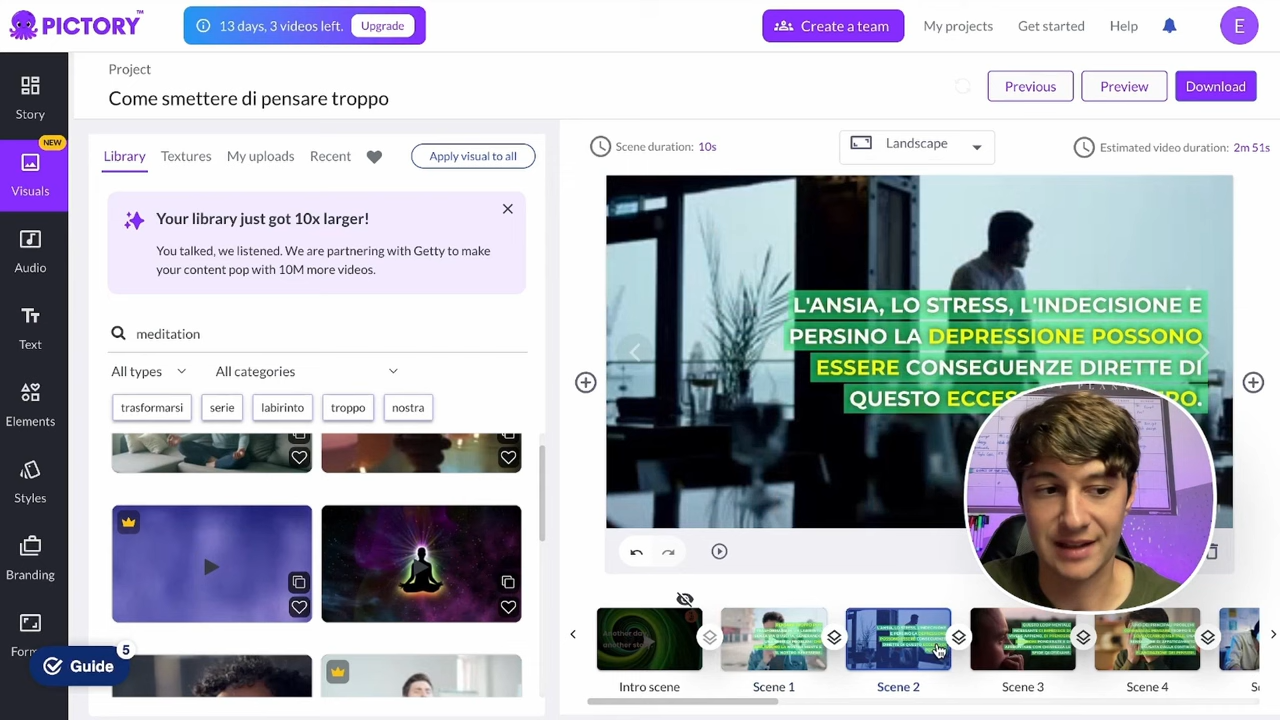 PICTORY™
13 days, 3 videos left.
Upgrade
Create a team
My projects
Get started
Help
E
Project
Come smettere di pensare troppo
Previous
Preview
Download
Story
NEW
Visuals
Audio
Text
Elements
Styles
Branding
Guide
5
Library
Textures
My uploads
Recent
Apply visual to all
Your library just got 10x larger!
You talked, we listened. We are partnering with Getty to make
your content pop with 10M more videos.
meditation
All types
All categories
trasformarsi
serie
labirinto
troppo
nostra
Scene duration: 10s
Landscape
Estimated video duration: 2m 51s
L'ANSIA, LO STRESS, L'INDECISIONE E
PERSINO LA DEPRESSIONE POSSONO
ESSERE CONSEGUENZE DIRETTE DI
QUESTO
Another day
another story
Intro scene
Scene 1
Scene 2
Scene 3
Scene 4